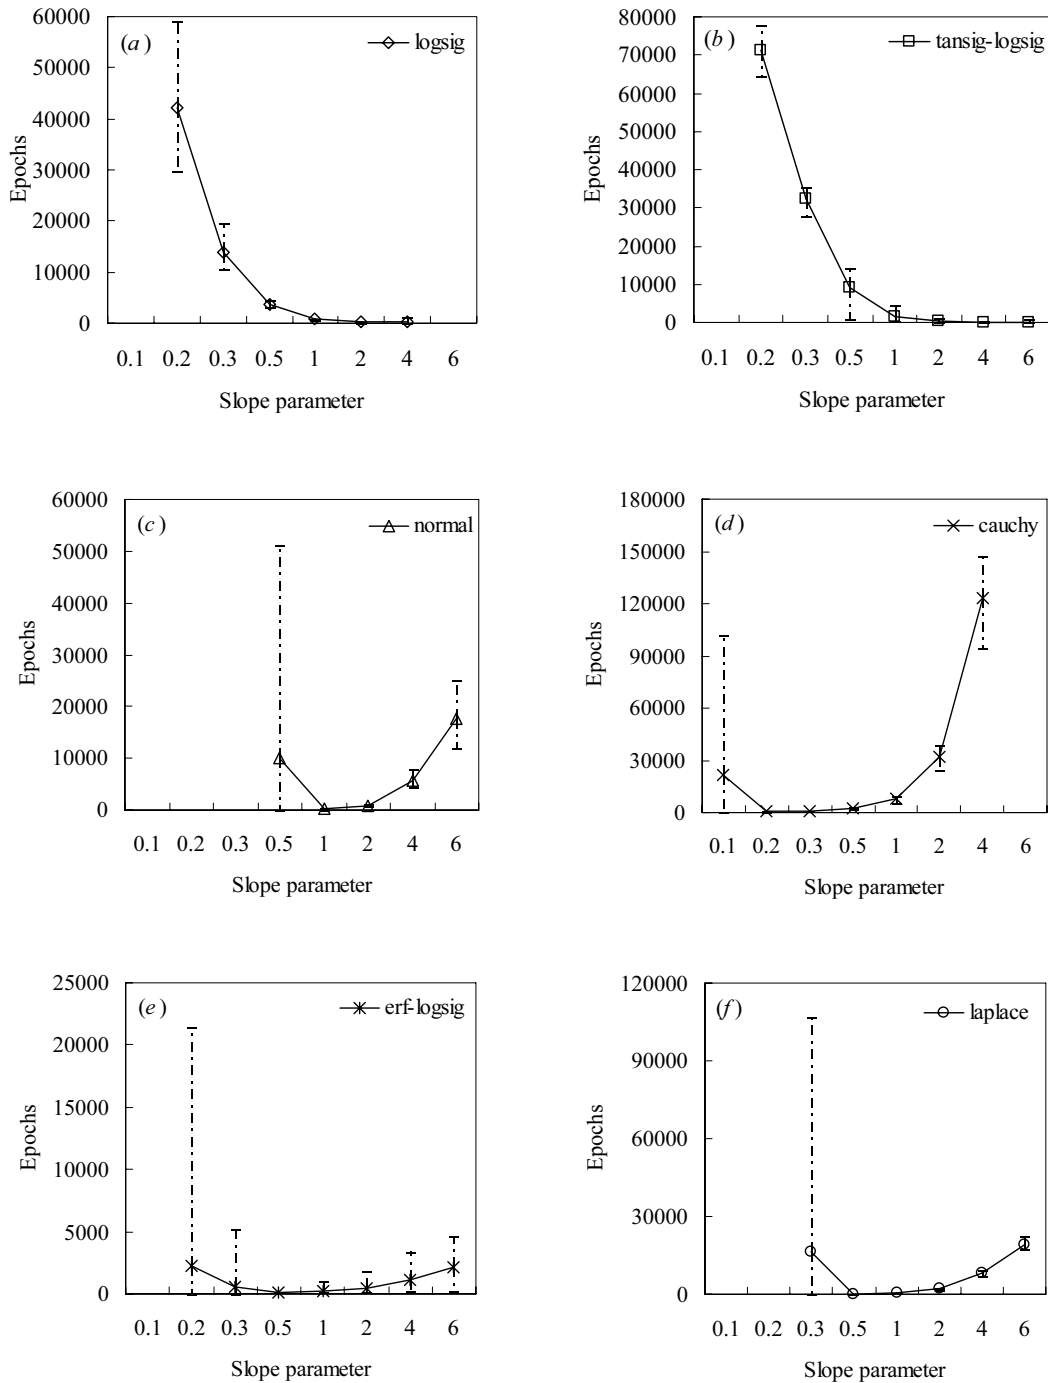 (a)
logsig
60000
50000
40000
30000
20000
10000
0
Epochs
0.1 0.2 0.3 0.5 1 2 4 6
Slope parameter
(b)
tansig-logsig
80000
70000
60000
50000
40000
30000
20000
10000
0
Epochs
0.1 0.2 0.3 0.5 1 2 4 6
Slope parameter
(c)
normal
60000
50000
40000
30000
20000
10000
0
Epochs
0.1 0.2 0.3 0.5 1 2 4 6
Slope parameter
(d)
cauchy
180000
150000
120000
90000
60000
30000
0
Epochs
0.1 0.2 0.3 0.5 1 2 4 6
Slope parameter
(e)
erf-logsig
25000
20000
15000
10000
5000
0
Epochs
0.1 0.2 0.3 0.5 1 2 4 6
Slope parameter
(f)
laplace
120000
90000
60000
30000
0
Epochs
0.1 0.2 0.3 0.5 1 2 4 6
Slope parameter